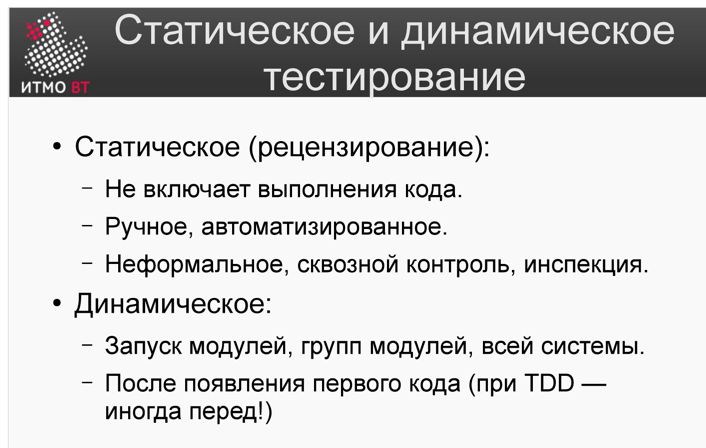 Статическое и динамическое
тестирование
ИТМО ВТ
• Статическое (рецензирование):
– Не включает выполнения кода.
– Ручное, автоматизированное.
– Неформальное, сквозной контроль, инспекция.
• Динамическое:
– Запуск модулей, групп модулей, всей системы.
– После появления первого кода (при TDD —
иногда перед!)